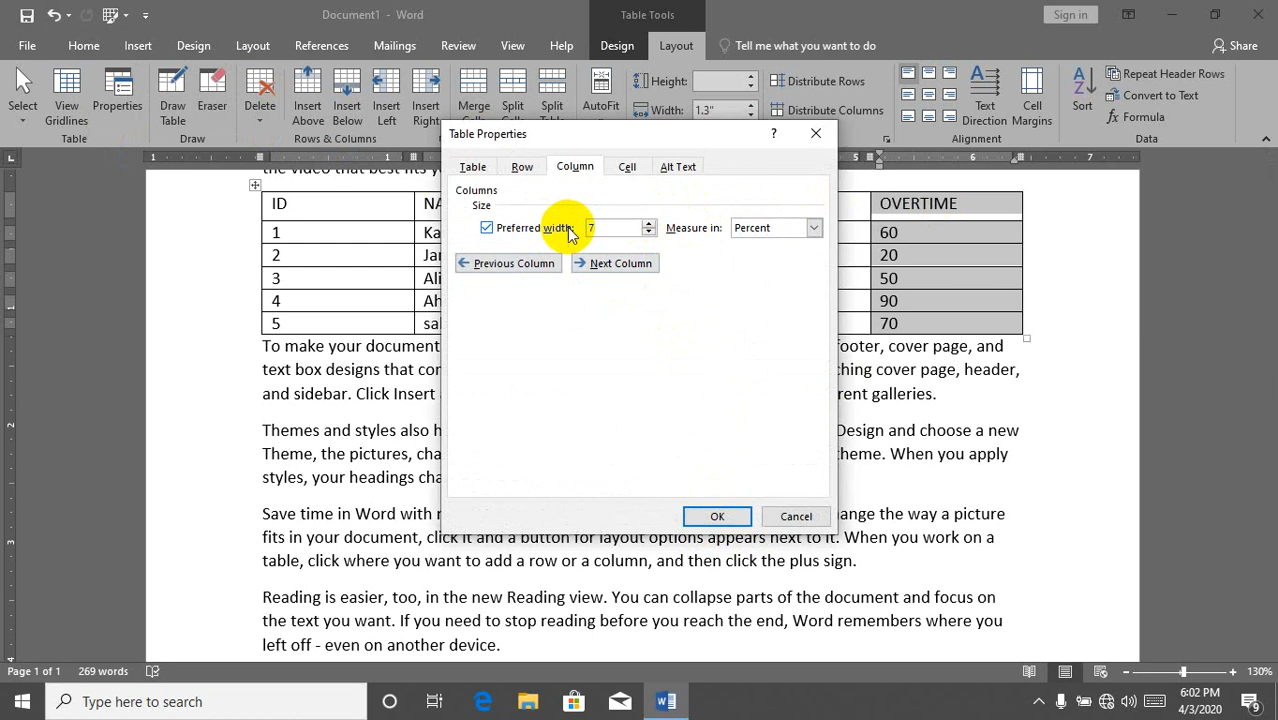 Document1 - Word
Table Tools
Sign in
File
Home
Insert
Design
Layout
References
Mailings
Review
View
Help
Design
Layout
Tell me what you want to do
Share
Select
View Gridlines
Properties
Table
Draw Table
Eraser
Draw
Delete
Insert Above
Insert Below
Insert Left
Insert Right
Rows & Columns
Merge Cells
Split Cells
Split Table
AutoFit
Height:
Width: 1.3"
Distribute Rows
Distribute Columns
Text Direction
Cell Margins
Alignment
Sort
Repeat Header Rows
Convert to Text
Formula
Data
Table Properties
Table
Row
Column
Cell
Alt Text
Columns
Size
Preferred width: 7
Measure in: Percent
Previous Column
Next Column
OK
Cancel
the video that best fits
ID
OVERTIME
1 Ka 60
2 Jan 20
3 Ali 50
4 Ah 90
5 sal 70
To make your document footer, cover page, and
text box designs that com cover page, header,
and sidebar. Click Insert galleries.
Themes and styles also h Design and choose a new
Theme, the pictures, cha theme. When you apply
styles, your headings cha
Save time in Word with change the way a picture
fits in your document, click it and a button for layout options appears next to it. When you work on a
table, click where you want to add a row or a column, and then click the plus sign.
Reading is easier, too, in the new Reading view. You can collapse parts of the document and focus on
the text you want. If you need to stop reading before you reach the end, Word remembers where you
left off - even on another device.
Page 1 of 1
269 words
130%
Type here to search
6:02 PM
4/3/2020